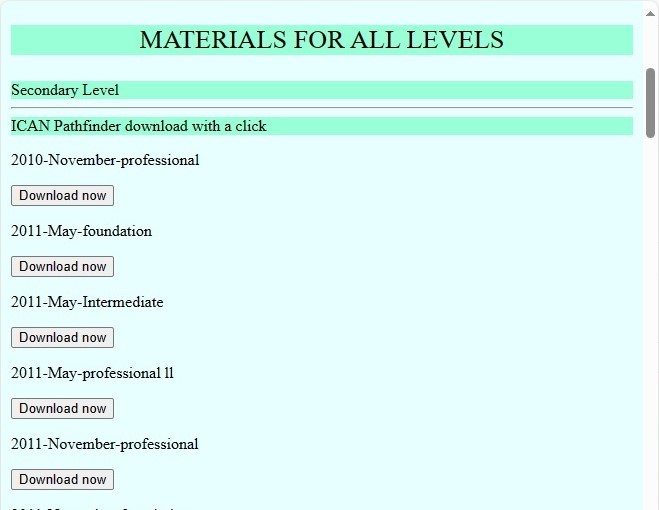 MATERIALS FOR ALL LEVELS
Secondary Level
ICAN Pathfinder download with a click
2010-November-professional
Download now
2011-May-foundation
Download now
2011-May-Intermediate
Download now
2011-May-professional ll
Download now
2011-November-professional
Download now